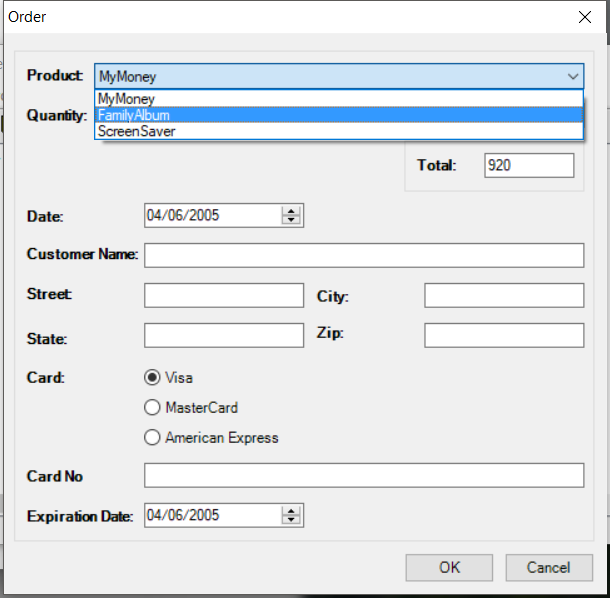 Order
Product: MyMoney
MyMoney
Quantity: FamilyAlbum
ScreenSaver
Total: 920
Date: 04/06/2005
Customer Name:
Street: City:
State: Zip:
Card: Visa
MasterCard
American Express
Card No
Expiration Date: 04/06/2005
OK Cancel